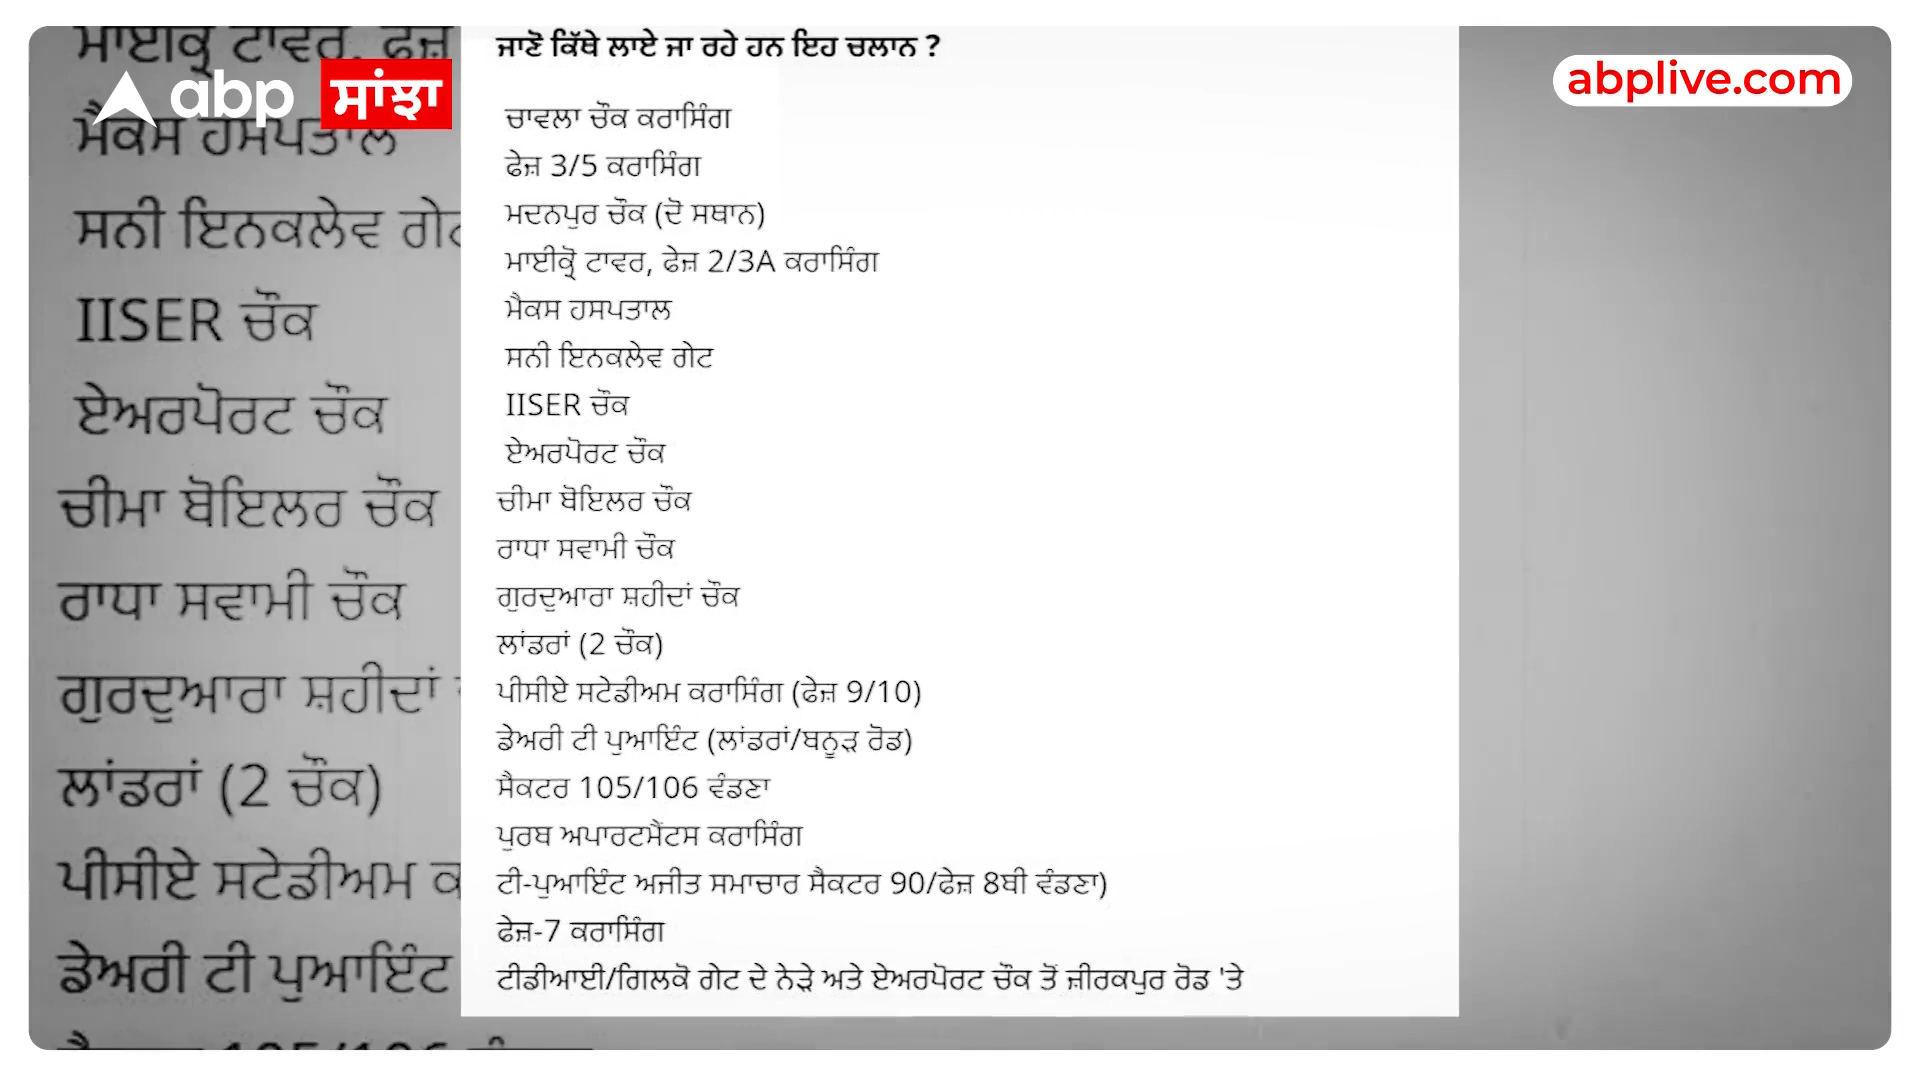 abp ਸਾਂਝਾ
abplive.com
ਜਾਣੋ ਕਿੱਥੇ ਲਾਏ ਜਾ ਰਹੇ ਹਨ ਇਹ ਚਲਾਨ ?
ਚਾਵਲਾ ਚੌਕ ਕਰਾਸਿੰਗ
ਫੇਜ਼ 3/5 ਕਰਾਸਿੰਗ
ਮਦਨਪੁਰ ਚੌਕ (ਦੋ ਸਥਾਨ)
ਮਾਈਕ੍ਰੋ ਟਾਵਰ, ਫੇਜ਼ 2/3A ਕਰਾਸਿੰਗ
ਮੈਕਸ ਹਸਪਤਾਲ
ਸਨੀ ਇਨਕਲੇਵ ਗੇਟ
IISER ਚੌਕ
ਏਅਰਪੋਰਟ ਚੌਕ
ਚੀਮਾ ਬੋਇਲਰ ਚੌਕ
ਰਾਧਾ ਸਵਾਮੀ ਚੌਕ
ਗੁਰਦੁਆਰਾ ਸ਼ਹੀਦਾਂ ਚੌਕ
ਲਾਂਡਰਾਂ (2 ਚੌਕ)
ਪੀਸੀਏ ਸਟੇਡੀਅਮ ਕਰਾਸਿੰਗ (ਫੇਜ਼ 9/10)
ਡੇਅਰੀ ਟੀ ਪੁਆਇੰਟ (ਲਾਂਡਰਾਂ/ਬਨੂੜ ਰੋਡ)
ਸੈਕਟਰ 105/106 ਵੰਡਣਾ
ਪੁਰਬ ਅਪਾਰਟਮੈਂਟਸ ਕਰਾਸਿੰਗ
ਟੀ-ਪੁਆਇੰਟ ਅਜੀਤ ਸਮਾਚਾਰ ਸੈਕਟਰ 90/ਫੇਜ਼ 8ਬੀ ਵੰਡਣਾ)
ਫੇਜ਼-7 ਕਰਾਸਿੰਗ
ਟੀਡੀਆਈ/ਗਿਲਕੋ ਗੇਟ ਦੇ ਨੇੜੇ ਅਤੇ ਏਅਰਪੋਰਟ ਚੌਕ ਤੋਂ ਜ਼ੀਰਕਪੁਰ ਰੋਡ 'ਤੇ
ਮਾਈਕ੍ਰੋ ਟਾਵਰ, ਫੇਜ਼
ਮੈਕਸ ਹਸਪਤਾਲ
ਸਨੀ ਇਨਕਲੇਵ
IISER ਚੌਕ
ਏਅਰਪੋਰਟ ਚੌਕ
ਚੀਮਾ ਬੋਇਲਰ ਚੌਕ
ਰਾਧਾ ਸਵਾਮੀ ਚੌਕ
ਗੁਰਦੁਆਰਾ ਸ਼ਹੀਦਾਂ
ਲਾਂਡਰਾਂ (2 ਚੌਕ)
ਪੀਸੀਏ ਸਟੇਡੀਅਮ
ਡੇਅਰੀ ਟੀ ਪੁਆਇੰਟ